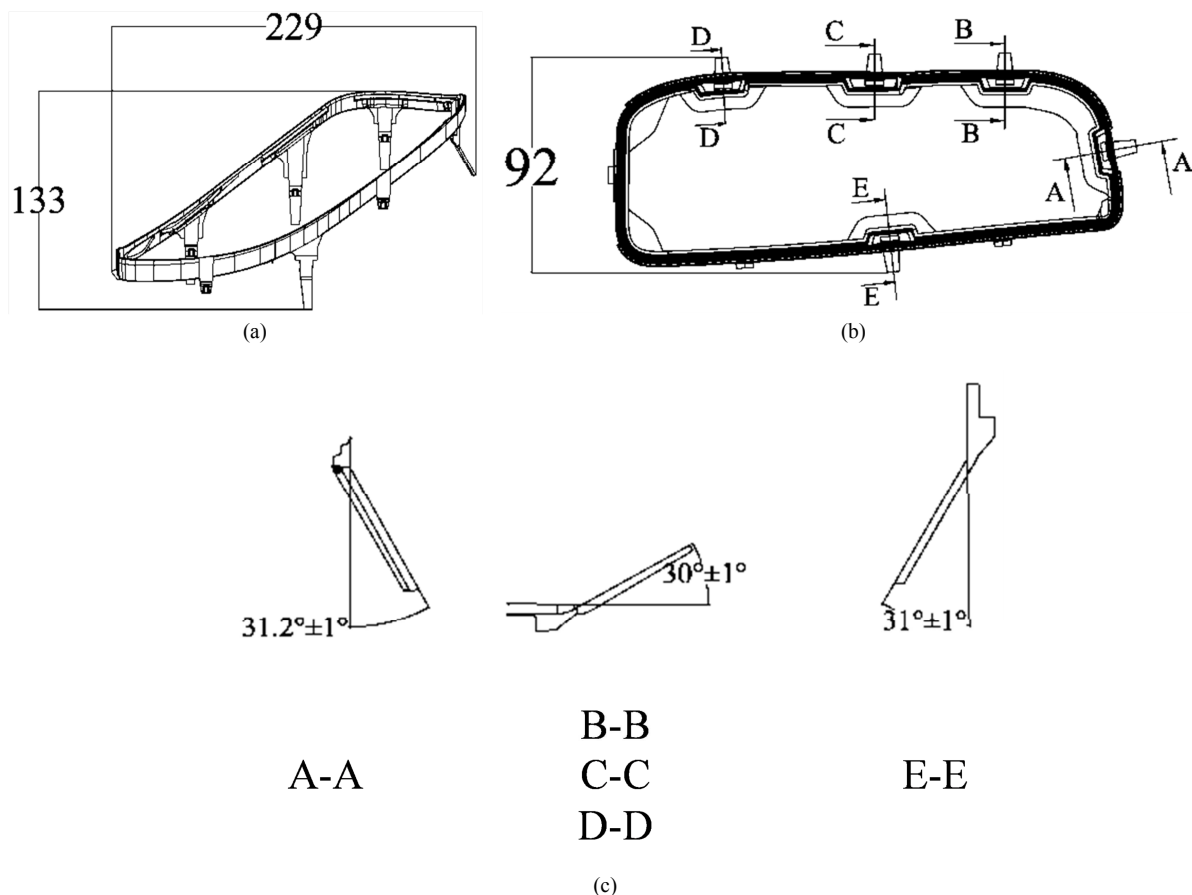 229
133
(a)
D C B
92
D C B
A
A
E
E
(b)
31.2°±1°
30°±1°
31°±1°
A-A
B-B
C-C
D-D
E-E
(c)